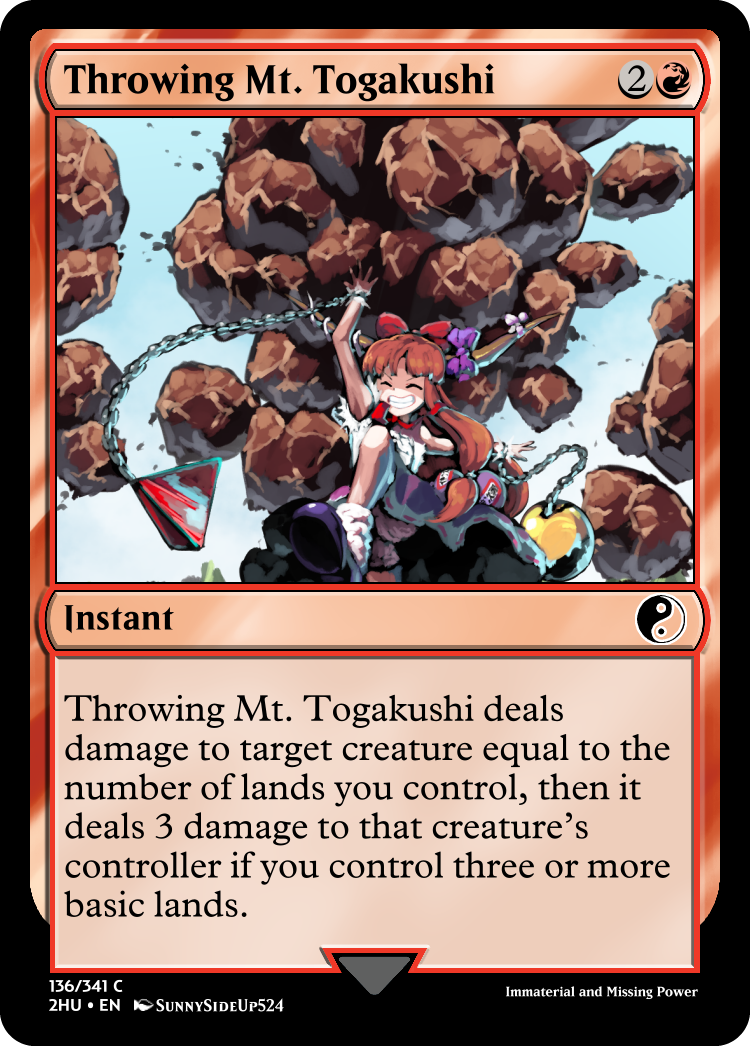 Throwing Mt. Togakushi 2
Instant
Throwing Mt. Togakushi deals
damage to target creature equal to the
number of lands you control, then it
deals 3 damage to that creature's
controller if you control three or more
basic lands.
136/341 C
2HU • EN SunnySideUp524
Immaterial and Missing Power